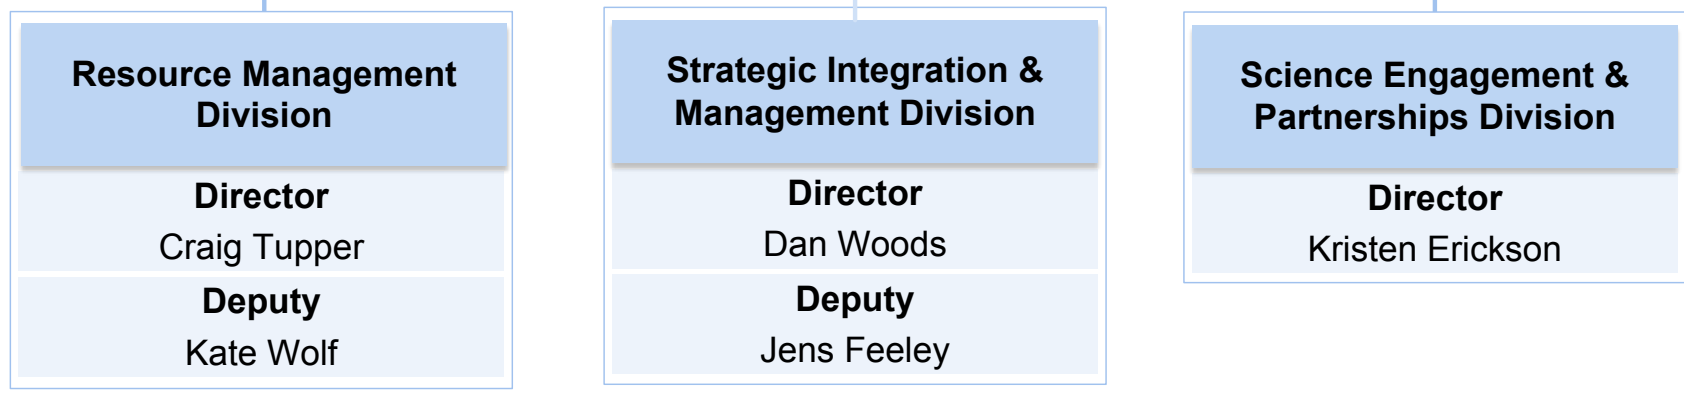 Resource Management
Division
Director
Craig Tupper
Deputy
Kate Wolf
Strategic Integration &
Management Division
Director
Dan Woods
Deputy
Jens Feeley
Science Engagement &
Partnerships Division
Director
Kristen Erickson